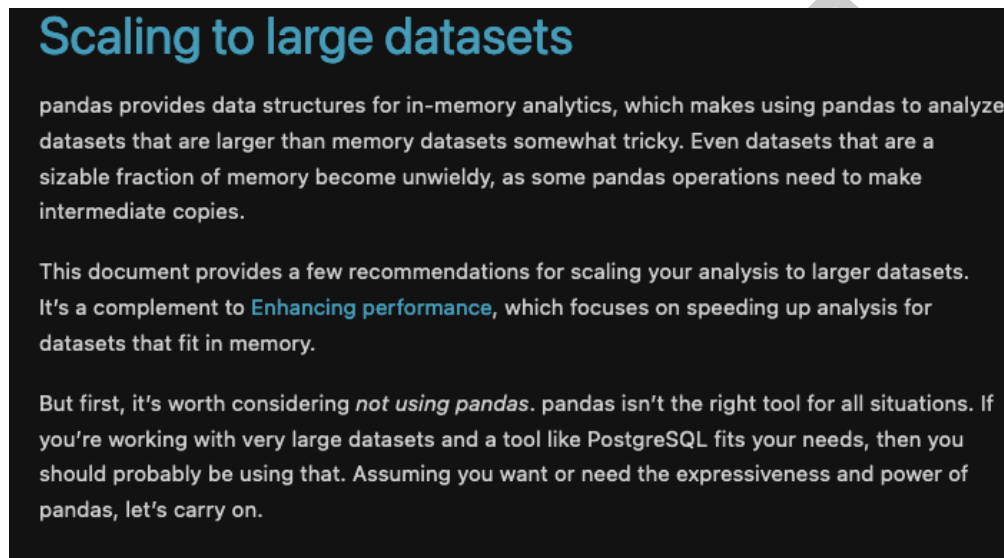 Scaling to large datasets
pandas provides data structures for in-memory analytics, which makes using pandas to analyze
datasets that are larger than memory datasets somewhat tricky. Even datasets that are a
sizable fraction of memory become unwieldy, as some pandas operations need to make
intermediate copies.
This document provides a few recommendations for scaling your analysis to larger datasets.
It's a complement to Enhancing performance, which focuses on speeding up analysis for
datasets that fit in memory.
But first, it's worth considering not using pandas. pandas isn't the right tool for all situations. If
you're working with very large datasets and a tool like PostgreSQL fits your needs, then you
should probably be using that. Assuming you want or need the expressiveness and power of
pandas, let's carry on.